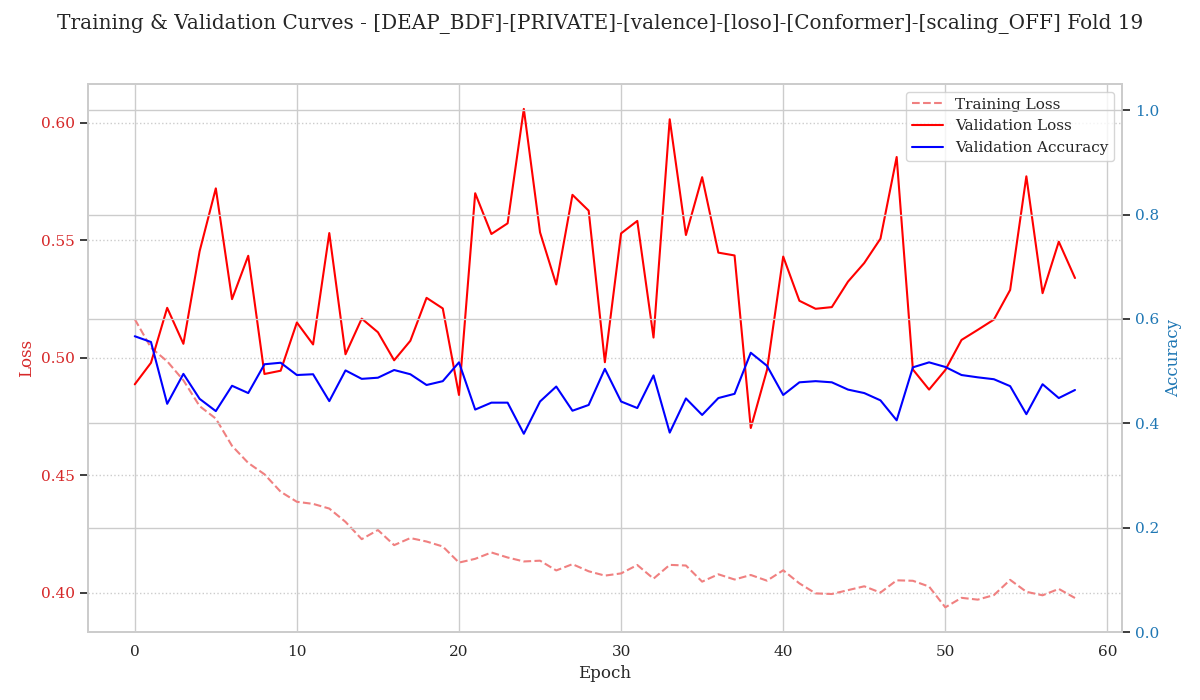 Training & Validation Curves - [DEAP_BDF]-[PRIVATE]-[valence]-[loso]-[Conformer]-[scaling_OFF] Fold 19
Training Loss
Validation Loss
Validation Accuracy
0.60
0.55
0.50
0.45
0.40
Loss
1.0
0.8
0.6
0.4
0.2
0.0
Accuracy
0 10 20 30 40 50 60
Epoch